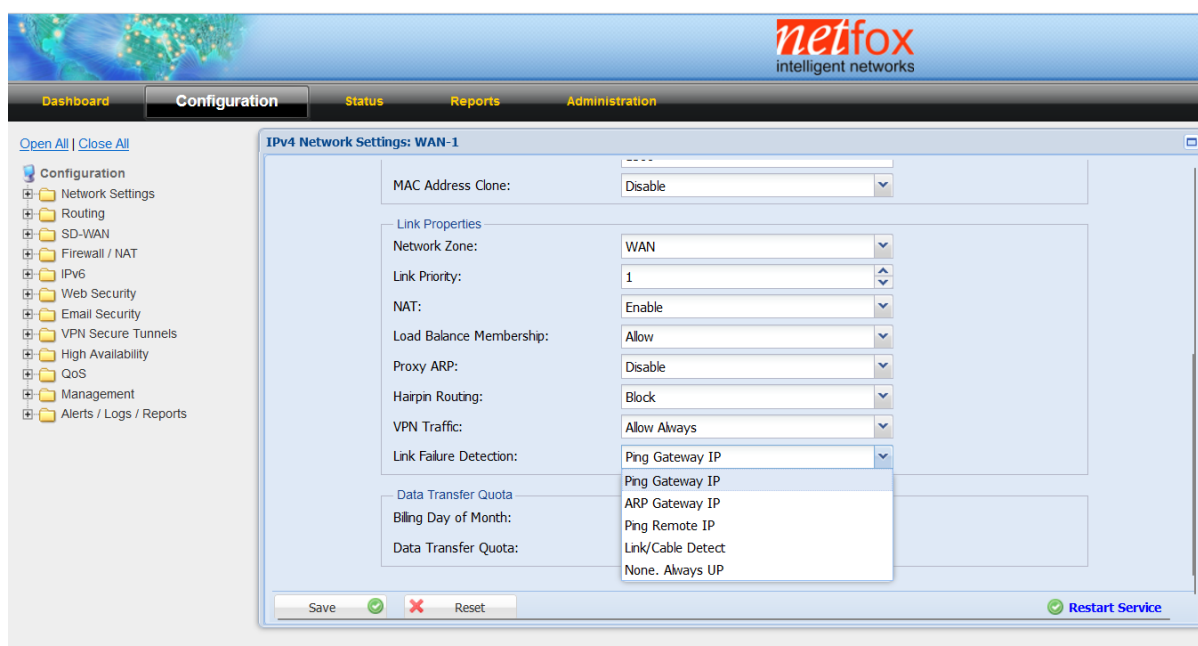 netfox
intelligent networks
Dashboard Configuration Status Reports Administration
Open All | Close All
Configuration
Network Settings
Routing
SD-WAN
Firewall / NAT
IPv6
Web Security
Email Security
VPN Secure Tunnels
High Availability
QoS
Management
Alerts / Logs / Reports
IPv4 Network Settings: WAN-1
MAC Address Clone: Disable
Link Properties
Network Zone: WAN
Link Priority: 1
NAT: Enable
Load Balance Membership: Allow
Proxy ARP: Disable
Hairpin Routing: Block
VPN Traffic: Allow Always
Link Failure Detection: Ping Gateway IP
Ping Gateway IP
ARP Gateway IP
Ping Remote IP
Link/Cable Detect
None. Always UP
Data Transfer Quota
Billing Day of Month:
Data Transfer Quota:
Save Reset Restart Service